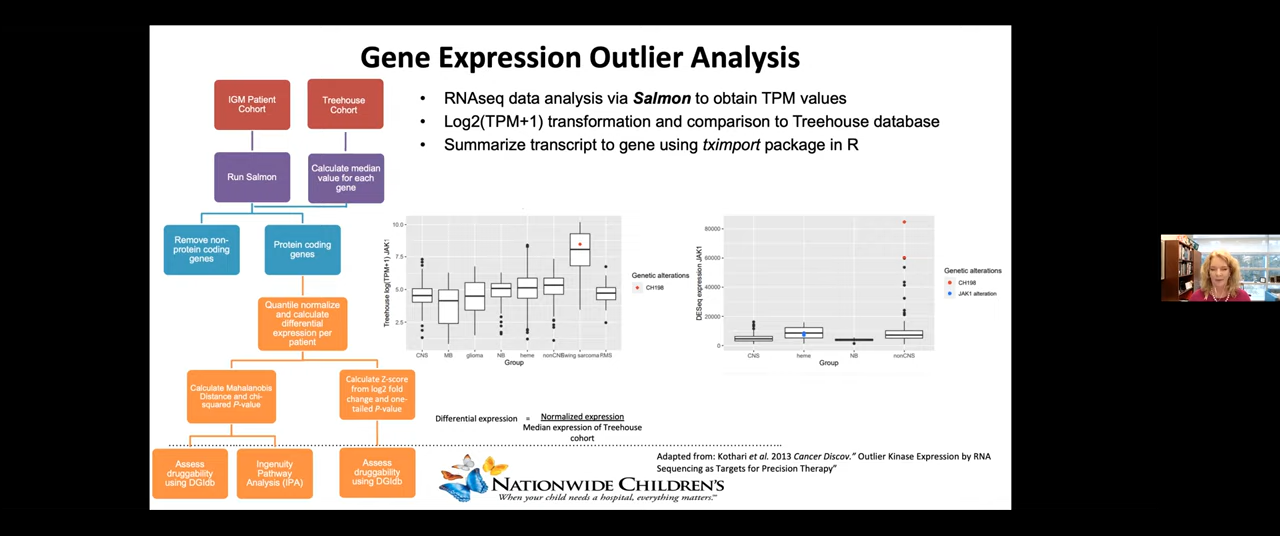 Gene Expression Outlier Analysis
IGM Patient
Cohort
Treehouse
Cohort
Run Salmon
Calculate median
value for each
gene
Remove non-
protein coding
genes
Protein coding
genes
Quantile normalize
and calculate
differential
expression per
patient
Calculate Mahalanobis
Distance and chi-
squared P-value
Calculate Z-score
from log2 fold
change and one-
tailed P-value
Assess
druggability
using DGIdb
Ingenuity
Pathway
Analysis (IPA)
Assess
druggability
using DGIdb
• RNAseq data analysis via Salmon to obtain TPM values
• Log2(TPM+1) transformation and comparison to Treehouse database
• Summarize transcript to gene using tximport package in R
Treehouse log(TPM+1) JAK1
10.0
7.5
5.0
2.5
CNS MB glioma NB heme nonCNS Ewing sarcoma RMS
Group
Genetic alterations
CH198
DESeq expression JAK1
80000
60000
40000
20000
0
CNS heme NB nonCNS
Group
Genetic alterations
CH198
JAK1 alteration
Differential expression = Normalized expression
Median expression of Treehouse
cohort
Adapted from: Kothari et al. 2013 Cancer Discov." Outlier Kinase Expression by RNA
Sequencing as Targets for Precision Therapy"
NATIONWIDE CHILDREN'S
When your child needs a hospital, everything matters.™